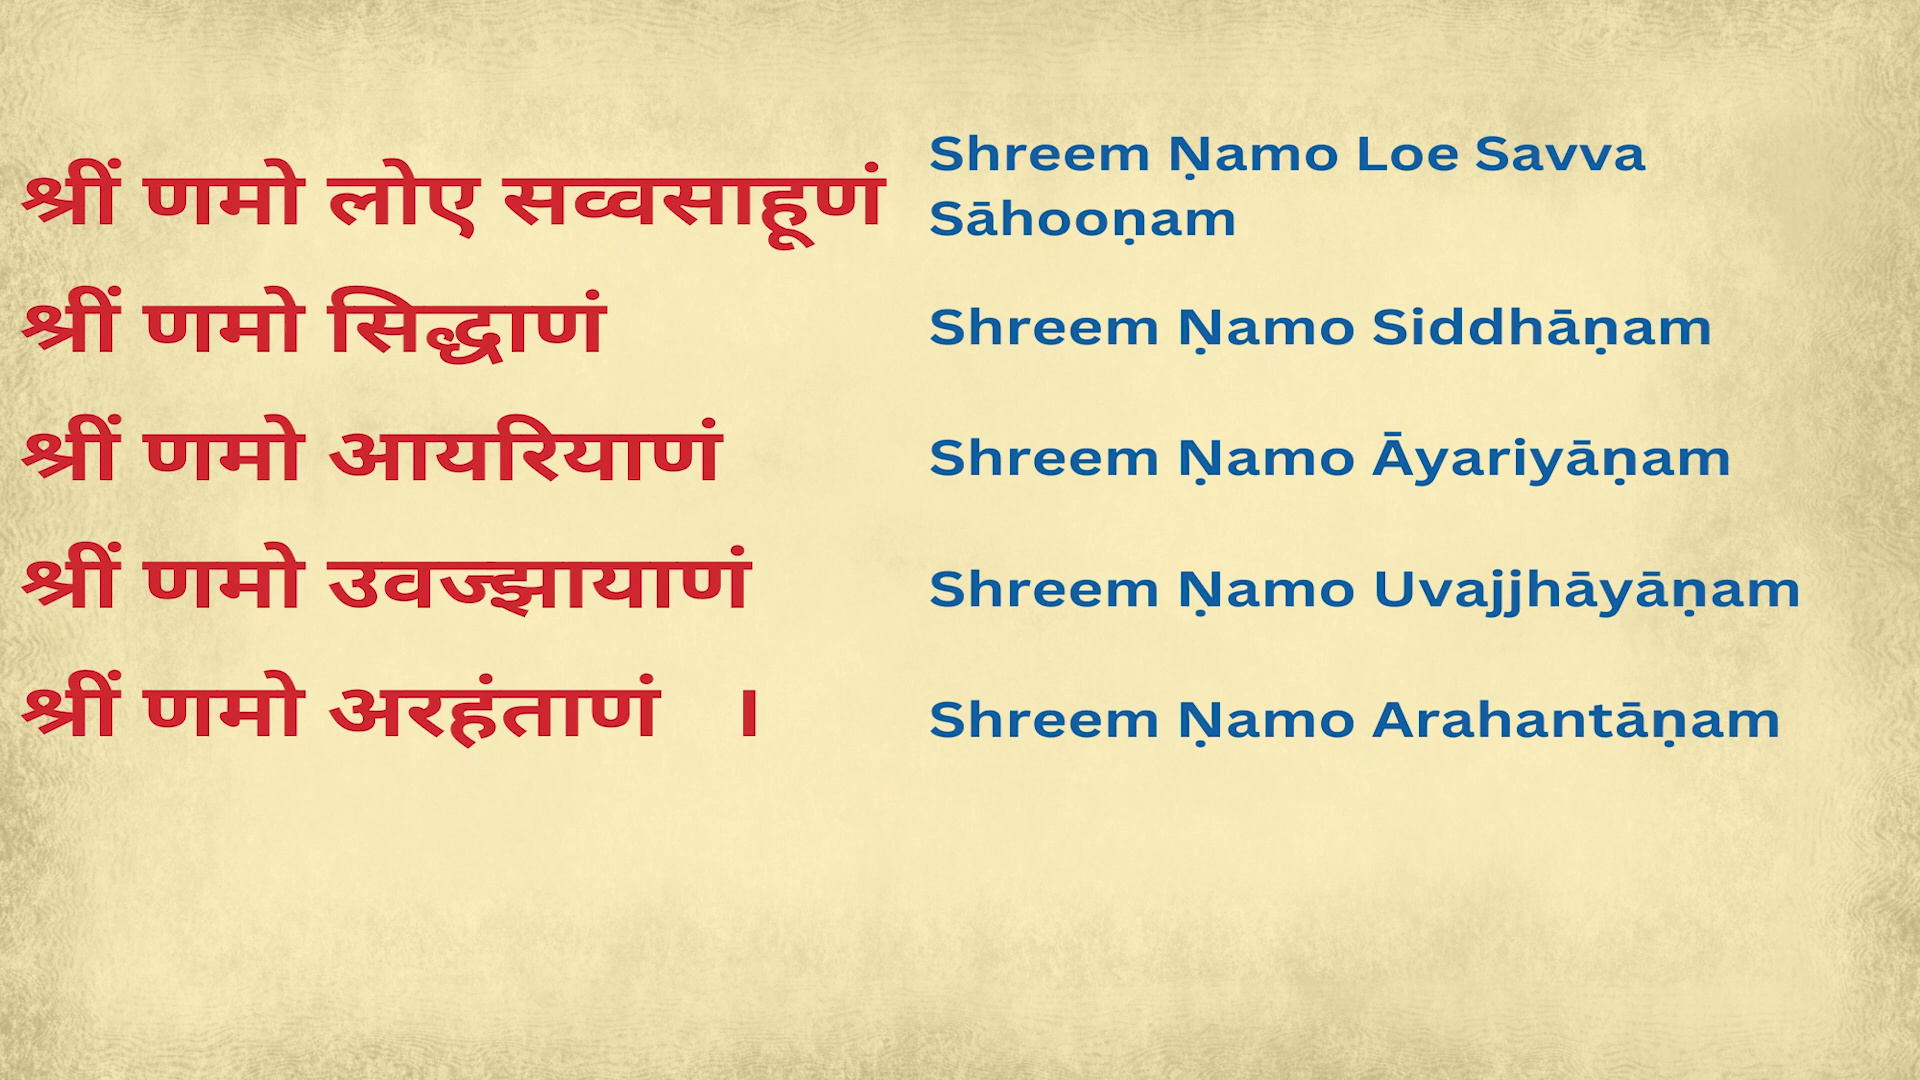 श्रीं णमो लोए सव्वसाहूणं
Shreem Ṇamo Loe Savva
Sāhooṇam
श्रीं णमो सिद्धाणं
Shreem Ṇamo Siddhāṇam
श्रीं णमो आयरियाणं
Shreem Ṇamo Āyariyāṇam
श्रीं णमो उवज्झायाणं
Shreem Ṇamo Uvajjhāyāṇam
श्रीं णमो अरहंताणं ।
Shreem Ṇamo Arahantāṇam